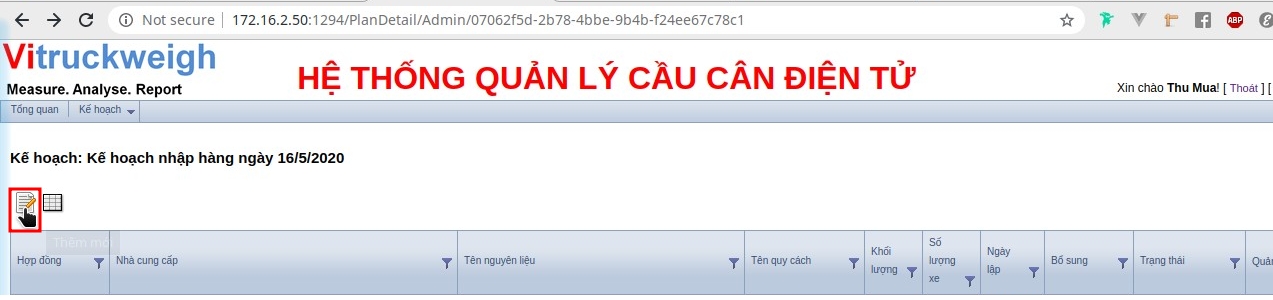 Not secure | 172.16.2.50:1294/PlanDetail/Admin/07062f5d-2b78-4bbe-9b4b-f24ee67c78c1
ABP
Vitruckweigh
HỆ THỐNG QUẢN LÝ CẦU CÂN ĐIỆN TỬ
Measure. Analyse. Report
Xin chào Thu Mua! [ Thoát ] [
Tổng quan
Kế hoạch
Kế hoạch: Kế hoạch nhập hàng ngày 16/5/2020
Thêm mới
Hợp đồng
Nhà cung cấp
Tên nguyên liệu
Tên quy cách
Khối
lượng
Số
lượng
xe
Ngày
lập
Bổ sung
Trạng thái
Quản